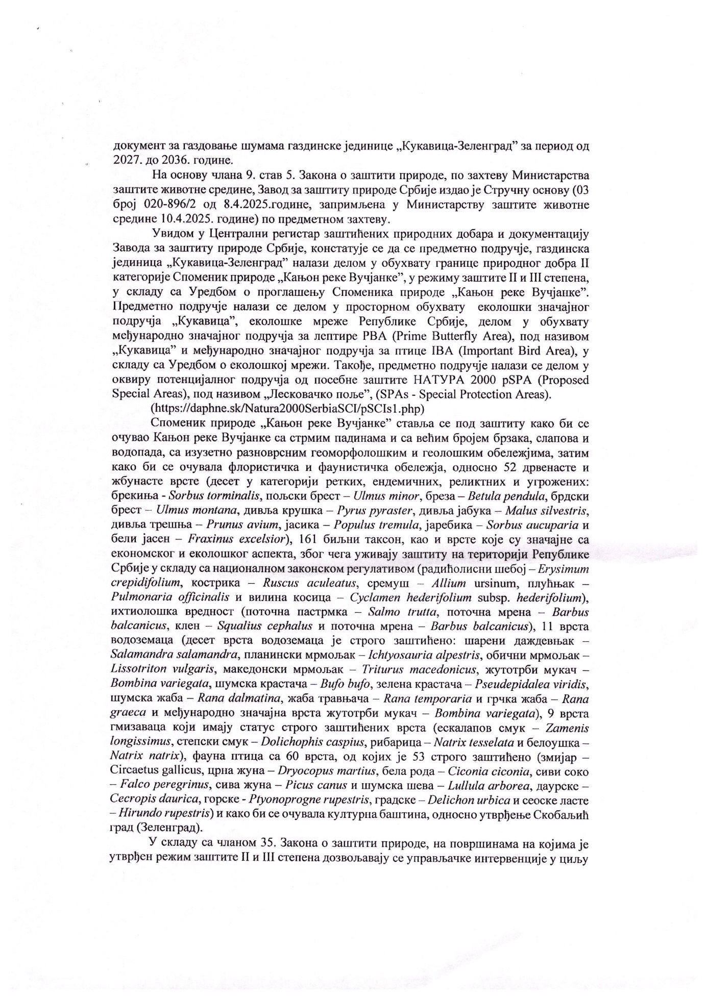 документ за газдовање шумама газдинске јединице „Кукавица-Зеленград” за период од
2027. до 2036. године.
На основу члана 9. став 5. Закона о заштити природе, по захтеву Министарства
заштите животне средине, Завод за заштиту природе Србије издао је Стручну основу (03
број 020-896/2 од 8.4.2025.године, запримљена у Министарству заштите животне
средине 10.4.2025. године) по предметном захтеву.
Увидом у Централни регистар заштићених природних добара и документацију
Завода за заштиту природе Србије, констатује се да се предметно подручје, газдинска
јединица „Кукавица-Зеленград” налази делом у обухвату границе природног добра II
категорије Споменик природе „Кањон реке Вучјанке”, у режиму заштите II и III степена,
у складу са Уредбом о проглашењу Споменика природе „Кањон реке Вучјанке”.
Предметно подручје налази се делом у просторном обухвату еколошки значајног
подручја „Кукавица”, еколошке мреже Републике Србије, делом у обухвату
међународно значајног подручја за лептире PBA (Prime Butterfly Area), под називом
„Кукавица” и међународно значајног подручја за птице IBA (Important Bird Area), у
складу са Уредбом о еколошкој мрежи. Такође, предметно подручје налази се делом у
оквиру потенцијалног подручја од посебне заштите НАТУРА 2000 pSPA (Proposed
Special Areas), под називом „Лесковачко поље”, (SPAs - Special Protection Areas).
(https://daphne.sk/Natura2000SerbiaSCI/pSCIs1.php)
Споменик природе „Кањон реке Вучјанке” ставља се под заштиту како би се
очувао Кањон реке Вучјанке са стрмим падинама и са већим бројем брзака, слапова и
водопада, са изузетно разноврсним геоморфолошким и геолошким обележјима, затим
како би се очувала флористичка и фаунистичка обележја, односно 52 дрвенасте и
жбунасте врсте (десет у категорији ретких, ендемичних, реликтних и угрожених:
брекиња - Sorbus torminalis, пољски брест – Ulmus minor, бреза – Betula pendula, брдски
брест – Ulmus montana, дивља крушка – Pyrus pyraster, дивља јабука – Malus silvestris,
дивља трешња – Prunus avium, јасика – Populus tremula, јаребика – Sorbus aucuparia и
бели јасен – Fraxinus excelsior), 161 биљни таксон, као и врсте које су значајне са
економског и еколошког аспекта, због чега уживају заштиту на територији Републике
Србије у складу са националном законском регулативом (радићолисни шебој – Erysimum
crepidifolium, кострика – Ruscus aculeatus, сремуш – Allium ursinum, плућњак –
Pulmonaria officinalis и вилина косица – Cyclamen hederifolium subsp. hederifolium),
ихтиолошка вредност (поточна пастрмка – Salmo trutta, поточна мрена – Barbus
balcanicus, клен – Squalius cephalus и поточна мрена – Barbus balcanicus), 11 врста
водоземаца (десет врста водоземаца је строго заштићено: шарени даждевњак –
Salamandra salamandra, планински мрмољак – Ichtyosauria alpestris, обични мрмољак –
Lissotriton vulgaris, македонски мрмољак – Triturus macedonicus, жутотрби мукач –
Bombina variegata, шумска крастача – Bufo bufo, зелена крастача – Pseudepidalea viridis,
шумска жаба – Rana dalmatina, жаба травњача – Rana temporaria и грчка жаба – Rana
graeca и међународно значајна врста жутотрби мукач – Bombina variegata), 9 врста
гмизаваца који имају статус строго заштићених врста (ескалапов смук – Zamenis
longissimus, степски смук – Dolichophis caspius, рибарица – Natrix tesselata и белоушка –
Natrix natrix), фауна птица са 60 врста, од којих је 53 строго заштићено (змијар –
Circaetus gallicus, црна жуна – Dryocopus martius, бела рода – Ciconia ciconia, сиви соко
– Falco peregrinus, сива жуна – Picus canus и шумска шева – Lullula arborea, даурске –
Cecropis daurica, горске - Ptyonoprogne rupestris, градске – Delichon urbica и сеоске ласте
– Hirundo rupestris) и како би се очувала културна баштина, односно утврђење Скобаљић
град (Зеленград).
У складу са чланом 35. Закона о заштити природе, на површинама на којима је
утврђен режим заштите II и III степена дозвољавају се управљачке интервенције у циљу